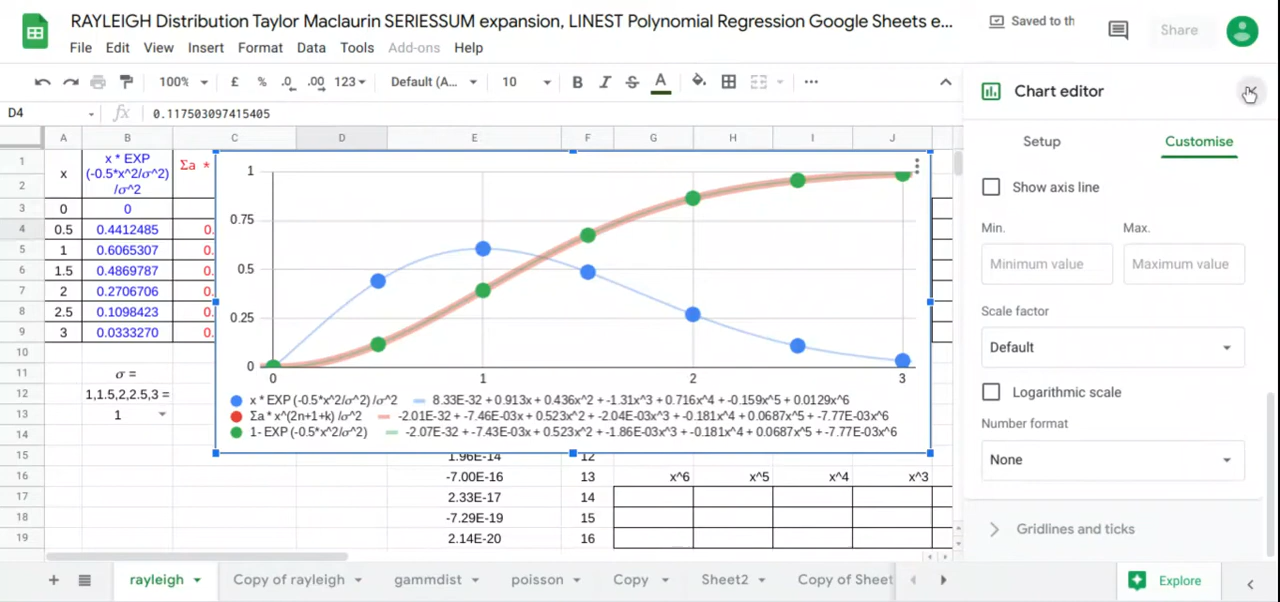 RAYLEIGH Distribution Taylor Maclaurin SERIESSUM expansion, LINEST Polynomial Regression Google Sheets e...
Saved to th
Share
File Edit View Insert Format Data Tools Add-ons Help
100% £ % .0 .00 123 Default (A... 10 B I S A ...
D4 fx 0.117503097415405
Chart editor
Setup Customise
Show axis line
Min. Max.
Minimum value Maximum value
Scale factor
Default
Logarithmic scale
Number format
None
Gridlines and ticks
A B C D E F G H I J
1 x x * EXP Σa *
(-0.5*x^2/σ^2)
2 /σ^2
3 0 0
4 0.5 0.4412485 0.
5 1 0.6065307 0.
6 1.5 0.4869787 0.
7 2 0.2706706 0.
8 2.5 0.1098423 0.
9 3 0.0333270 0.
10
11 σ =
12 1,1.5,2,2.5,3 =
13 1
14
1
0.75
0.5
0.25
0
0 1 2 3
x * EXP (-0.5*x^2/σ^2) /σ^2 8.33E-32 + 0.913x + 0.436x^2 + -1.31x^3 + 0.716x^4 + -0.159x^5 + 0.0129x^6
Σa * x^(2n+1+k) /σ^2 -2.01E-32 + -7.46E-03x + 0.523x^2 + -2.04E-03x^3 + -0.181x^4 + 0.0687x^5 + -7.77E-03x^6
1- EXP (-0.5*x^2/σ^2) -2.07E-32 + -7.43E-03x + 0.523x^2 + -1.86E-03x^3 + -0.181x^4 + 0.0687x^5 + -7.77E-03x^6
15 1.96E-14 12
16 -7.00E-16 13 x^6 x^5 x^4 x^3
17 2.33E-17 14
18 -7.29E-19 15
19 2.14E-20 16
+ rayleigh Copy of rayleigh gammdist poisson Copy Sheet2 Copy of Sheet
Explore